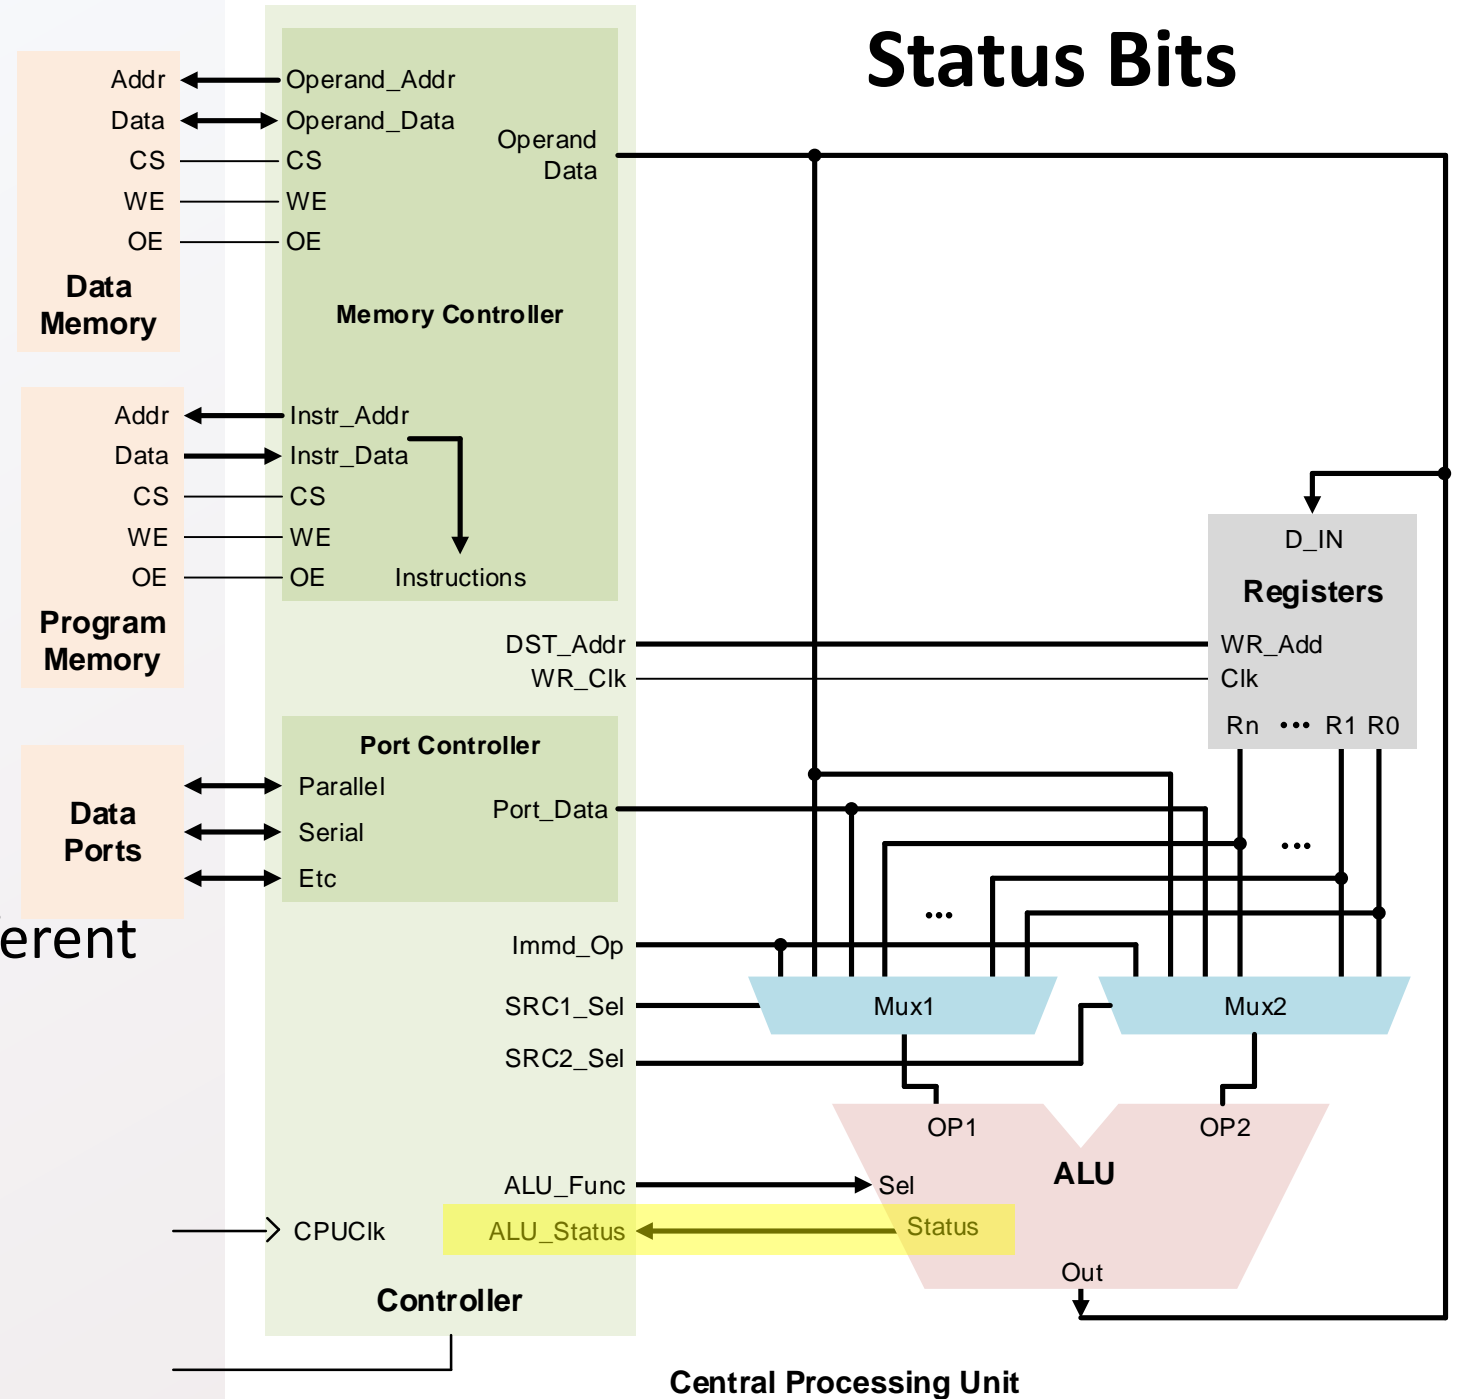 Status Bits
Addr
Operand_Addr
Data
Operand_Data
Operand
Data
CS
CS
WE
WE
OE
OE
Data
Memory
Memory Controller
Addr
Instr_Addr
Data
Instr_Data
CS
CS
WE
WE
OE
OE
Instructions
Program
Memory
D_IN
Registers
DST_Addr
WR_Add
WR_Clk
Clk
Rn ••• R1 R0
Port Controller
Parallel
Port_Data
Serial
Etc
Data
Ports
•••
•••
erent
Immd_Op
SRC1_Sel
Mux1
Mux2
SRC2_Sel
OP1
OP2
ALU
ALU_Func
Sel
CPUClk
ALU_Status
Status
Out
Controller
Central Processing Unit